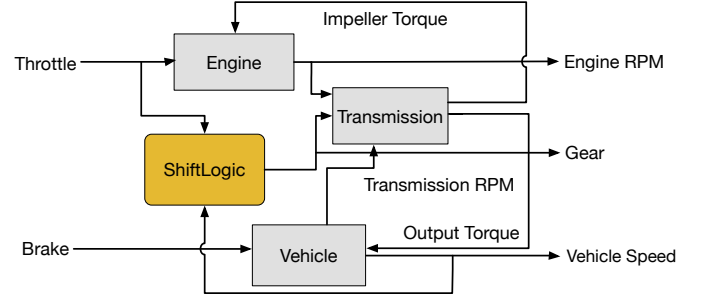 Impeller Torque
Throttle
Engine
Engine RPM
Transmission
ShiftLogic
Gear
Transmission RPM
Output Torque
Brake
Vehicle
Vehicle Speed